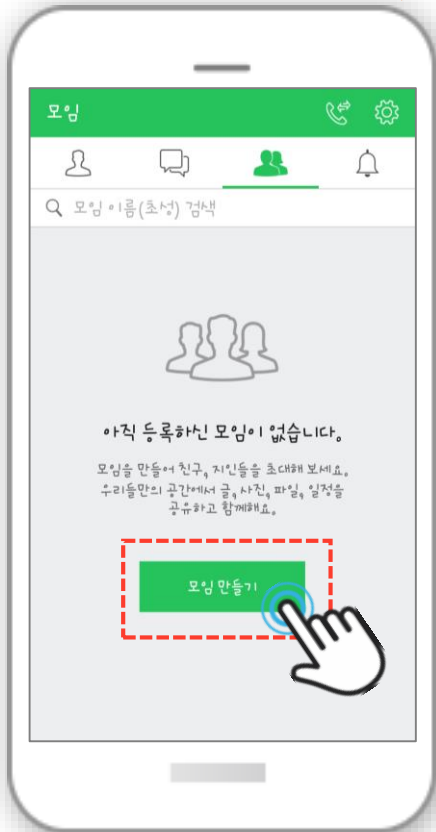 모임
모임 이름(초성) 검색
아직 등록하신 모임이 없습니다.
모임을 만들어 친구, 지인들을 초대해 보세요.
우리들만의 공간에서 글, 사진, 파일, 일정을
공유하고 함께해요.
모임 만들기